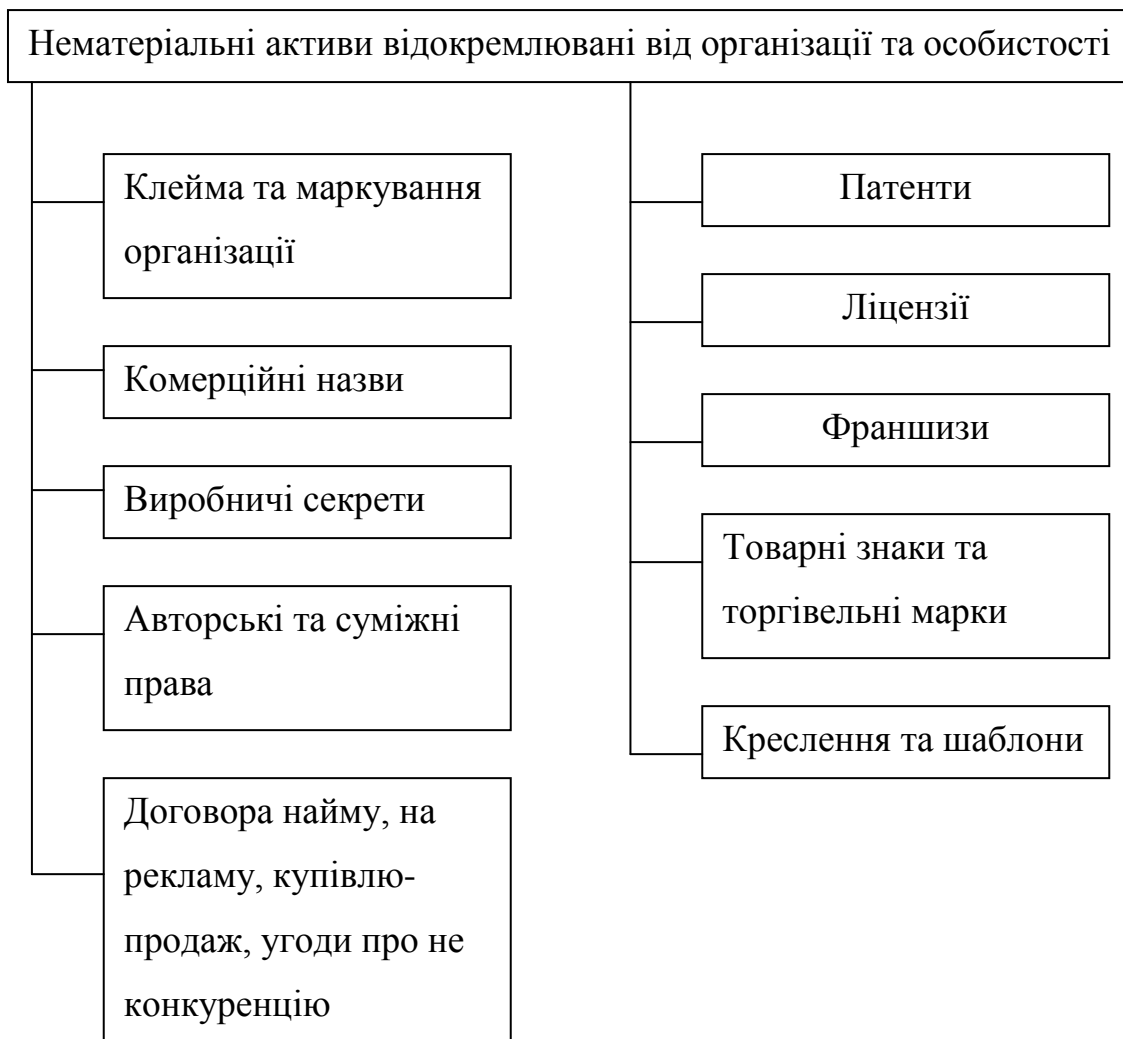 Нематеріальні активи відокремлювані від організації та особистості
Клейма та маркування
організації
Комерційні назви
Виробничі секрети
Авторські та суміжні
права
Договора найму, на
рекламу, купівлю-
продаж, угоди про не
конкуренцію
Патенти
Ліцензії
Франшизи
Товарні знаки та
торгівельні марки
Креслення та шаблони